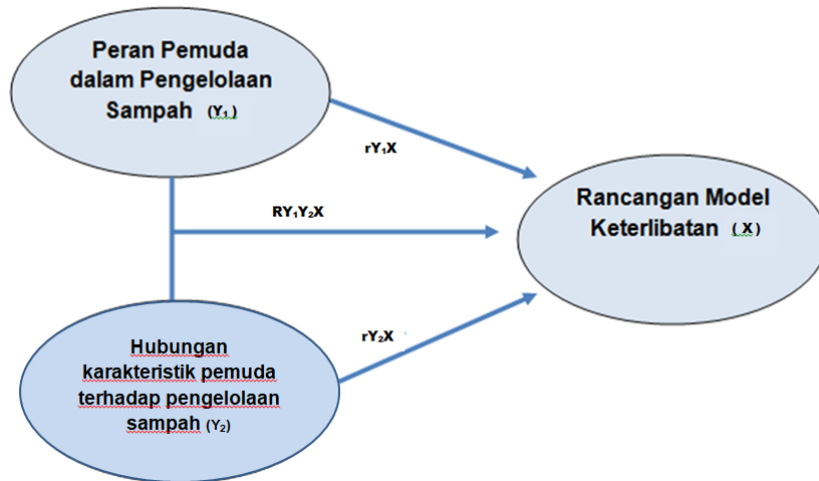 Peran Pemuda
dalam Pengelolaan
Sampah (Y₁)
rY₁X
RY₁Y₂X
Rancangan Model
Keterlibatan ( X)
rY₂X
Hubungan
karakteristik pemuda
terhadap pengelolaan
sampah (Y₂)